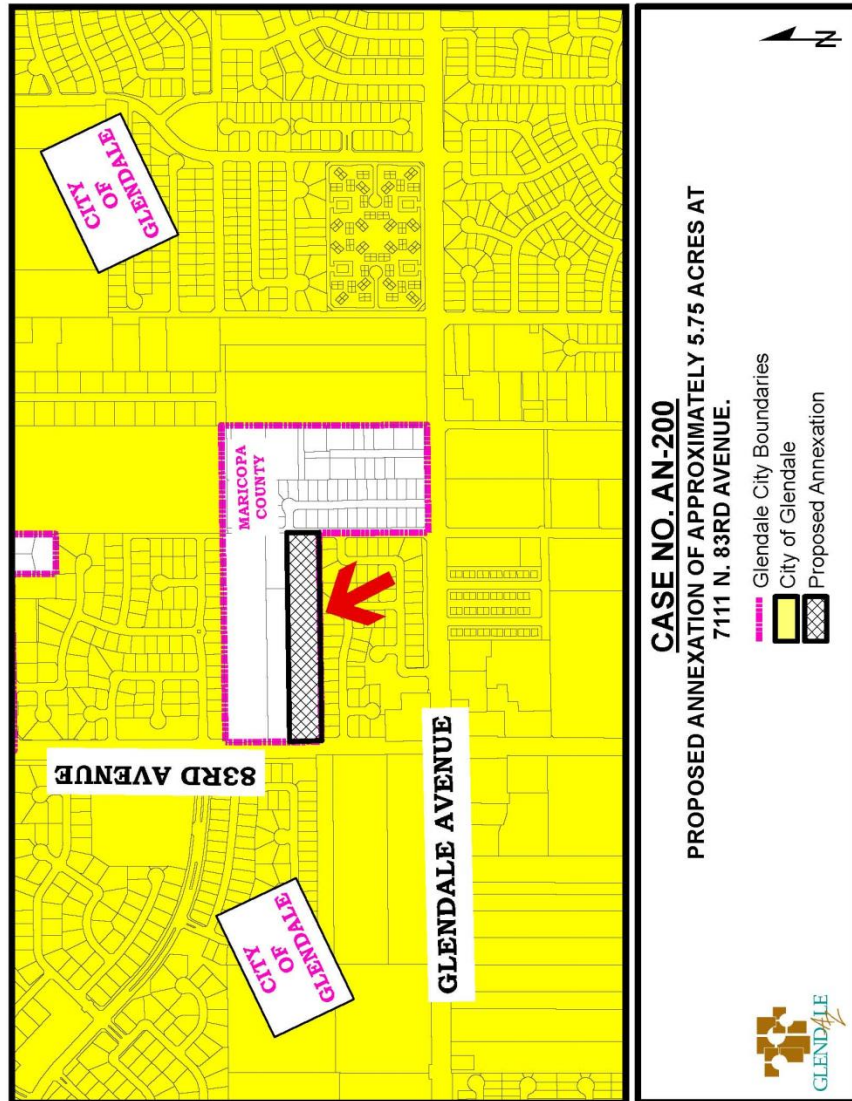 CITY
OF
GLENDALE
MARICOPA
COUNTY
83RD AVENUE
CITY
OF
GLENDALE
GLENDALE AVENUE
CASE NO. AN-200
PROPOSED ANNEXATION OF APPROXIMATELY 5.75 ACRES AT
7111 N. 83RD AVENUE.
Glendale City Boundaries
City of Glendale
Proposed Annexation
N
GLENDALE
AZ